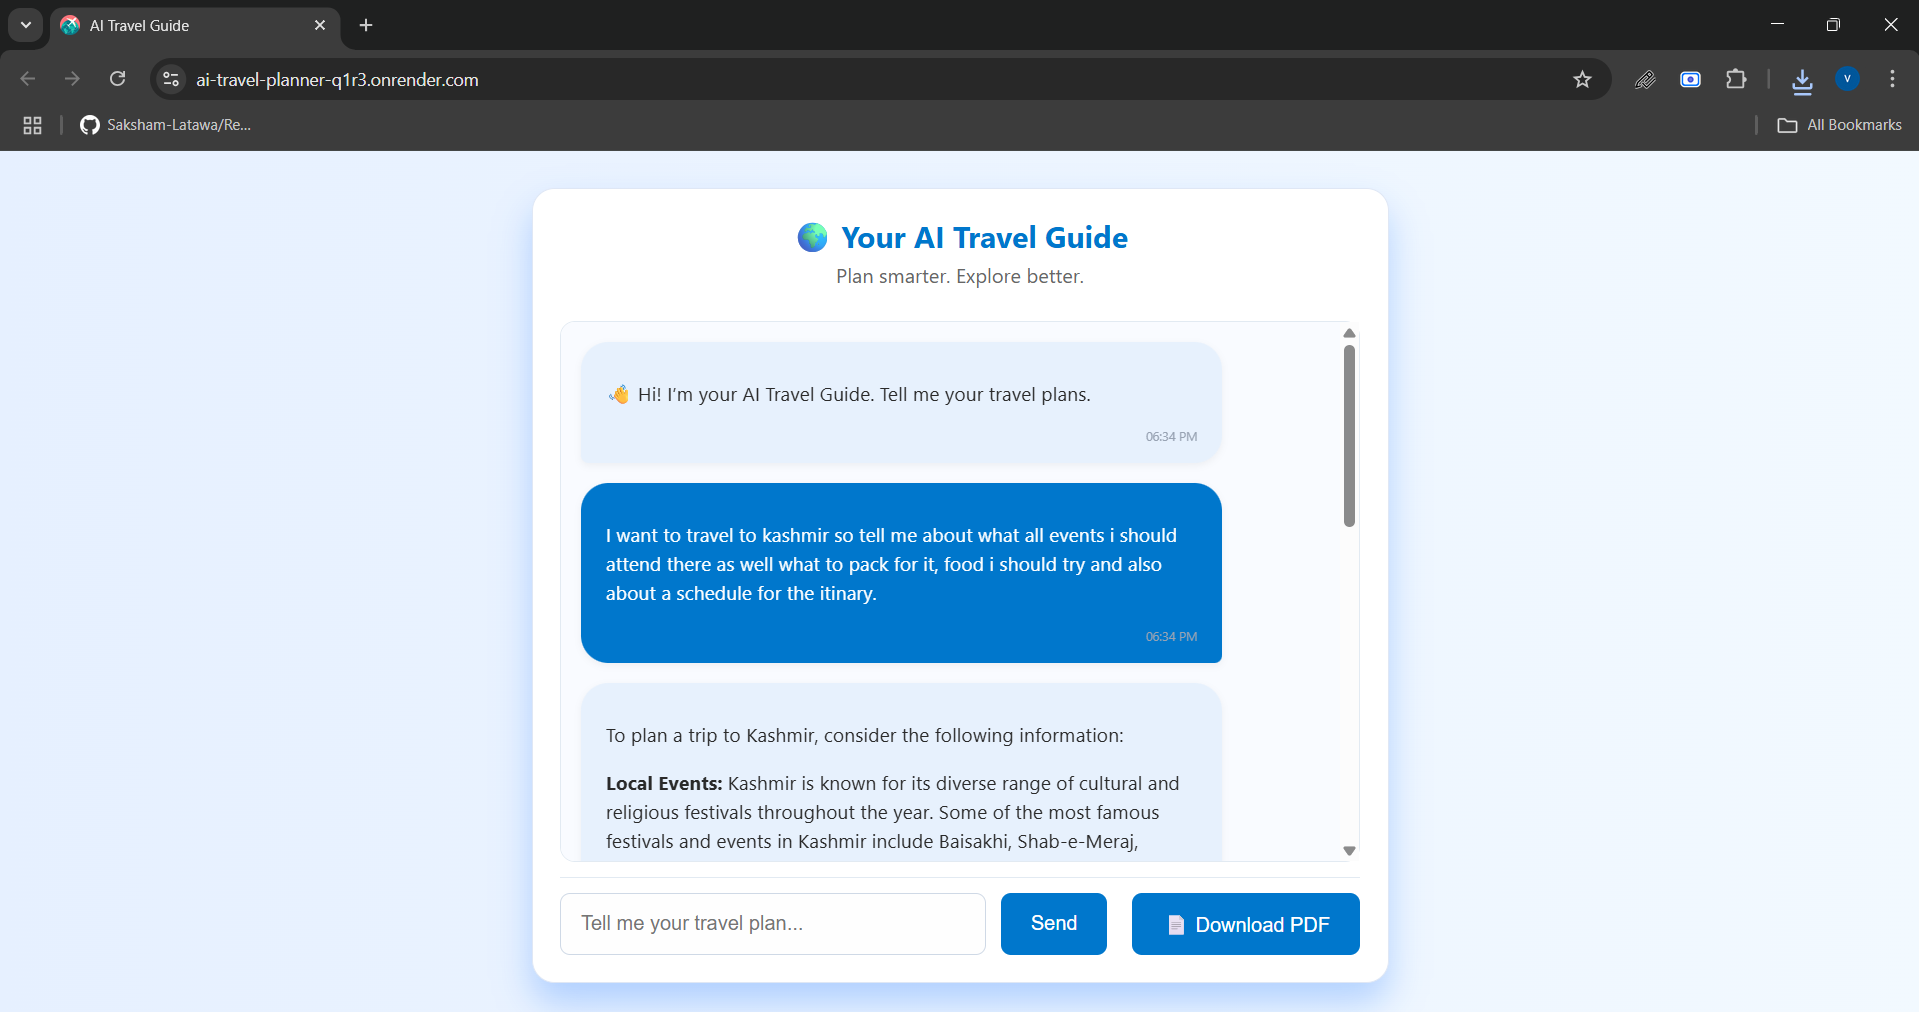 AI Travel Guide
ai-travel-planner-q1r3.onrender.com
V
Saksham-Latawa/Re...
All Bookmarks
Your AI Travel Guide
Plan smarter. Explore better.
Hi! I'm your AI Travel Guide. Tell me your travel plans.
06:34 PM
I want to travel to kashmir so tell me about what all events i should
attend there as well what to pack for it, food i should try and also
about a schedule for the itinary.
06:34 PM
To plan a trip to Kashmir, consider the following information:
Local Events: Kashmir is known for its diverse range of cultural and
religious festivals throughout the year. Some of the most famous
festivals and events in Kashmir include Baisakhi, Shab-e-Meraj,
Tell me your travel plan...
Send
Download PDF